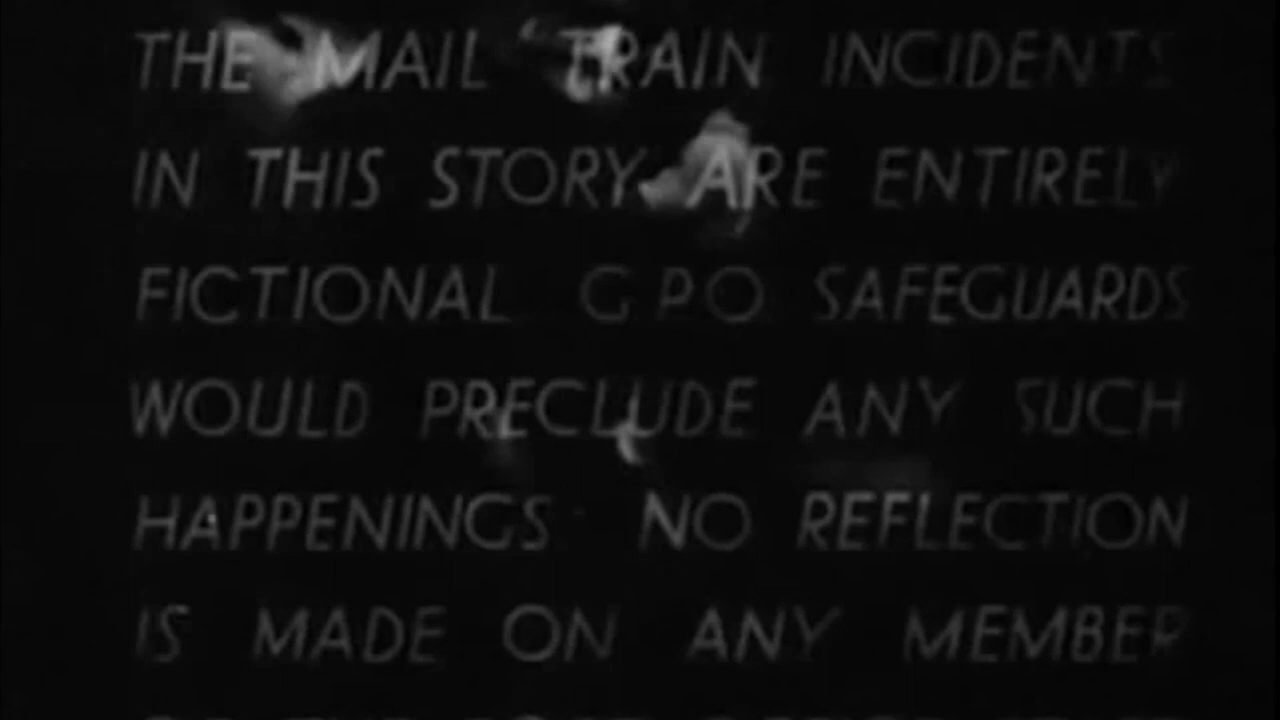 THE MAIL TRAIN INCIDENTS
IN THIS STORY ARE ENTIRELY
FICTIONAL G P O SAFEGUARDS
WOULD PRECLUDE ANY SUCH
HAPPENINGS NO REFLECTION
IS MADE ON ANY MEMBER